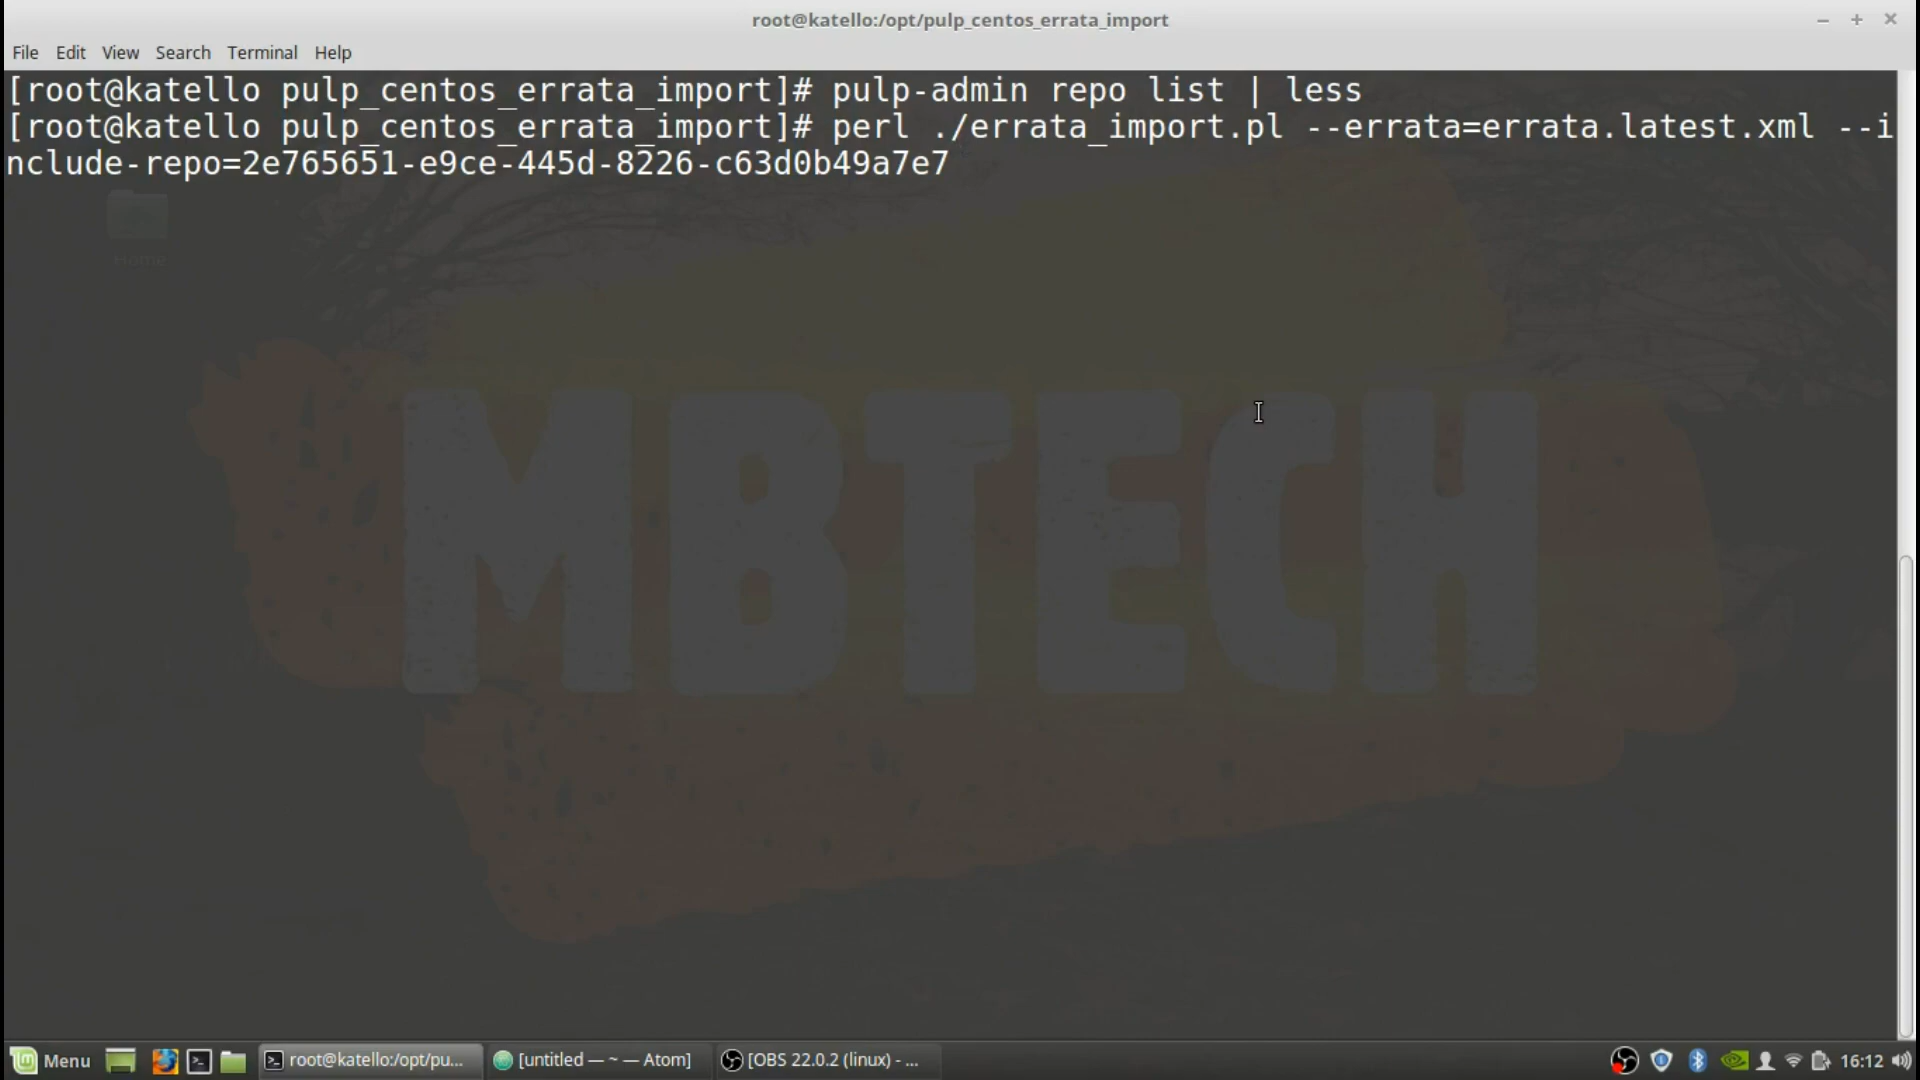 root@katello:/opt/pulp_centos_errata_import
File Edit View Search Terminal Help
[root@katello pulp_centos_errata_import]# pulp-admin repo list | less
[root@katello pulp_centos_errata_import]# perl ./errata_import.pl --errata=errata.latest.xml --i
nclude-repo=2e765651-e9ce-445d-8226-c63d0b49a7e7
Home
MBTECH
Menu root@katello:/opt/pu... [untitled — ~ — Atom] [OBS 22.0.2 (linux) - ... 16:12